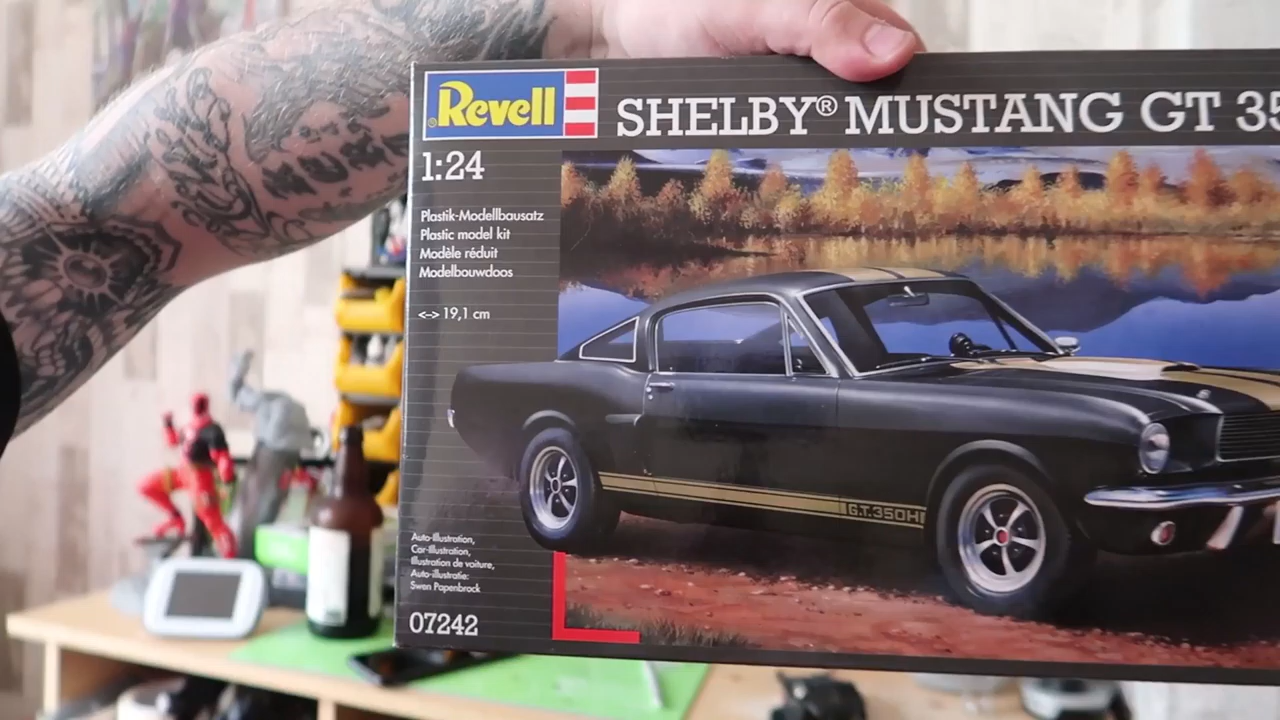 Revell
SHELBY® MUSTANG GT 35
1:24
Plastik-Modellbausatz
Plastic model kit
Modèle réduit
Modelbouwdoos
<-> 19,1 cm
G.T.350H
Auto-Illustration,
Car-Illustration,
Illustration de voiture,
Auto-illustratie:
Swen Papenbrock
07242